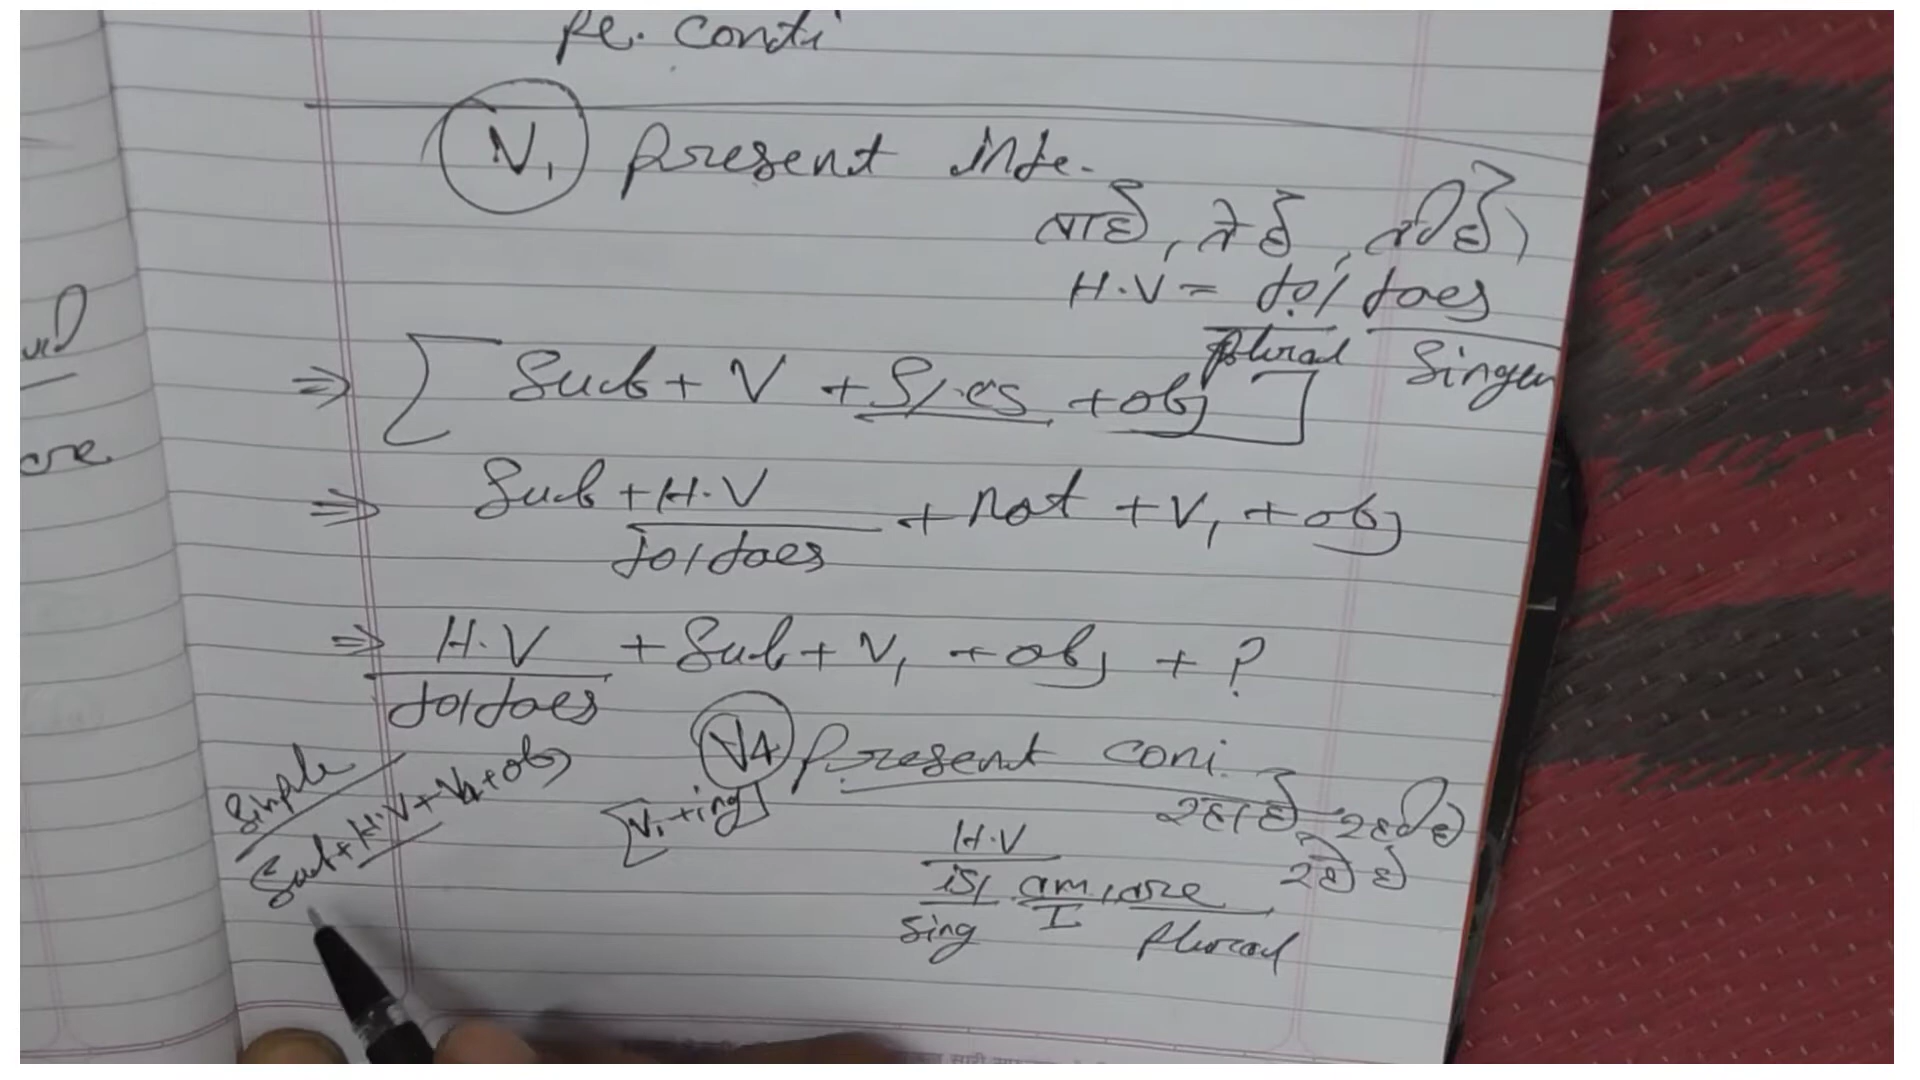 Pe. conti
V₁ Present inde.
ता है, ते है, ती है
H.V = do/does
plural Singu
⇒ [Sub + V + S/es + obj]
⇒ Sub + H.V + not + V₁ + obj
do/does
⇒ H.V + Sub + V₁ + obj + ?
do/does
V4 Present coni.
[V₁+ing]
रहा है, रही है
रहे है
H.V
is, am, are
Sing I Plural
Simple
Sub + H.V + V4 + obj